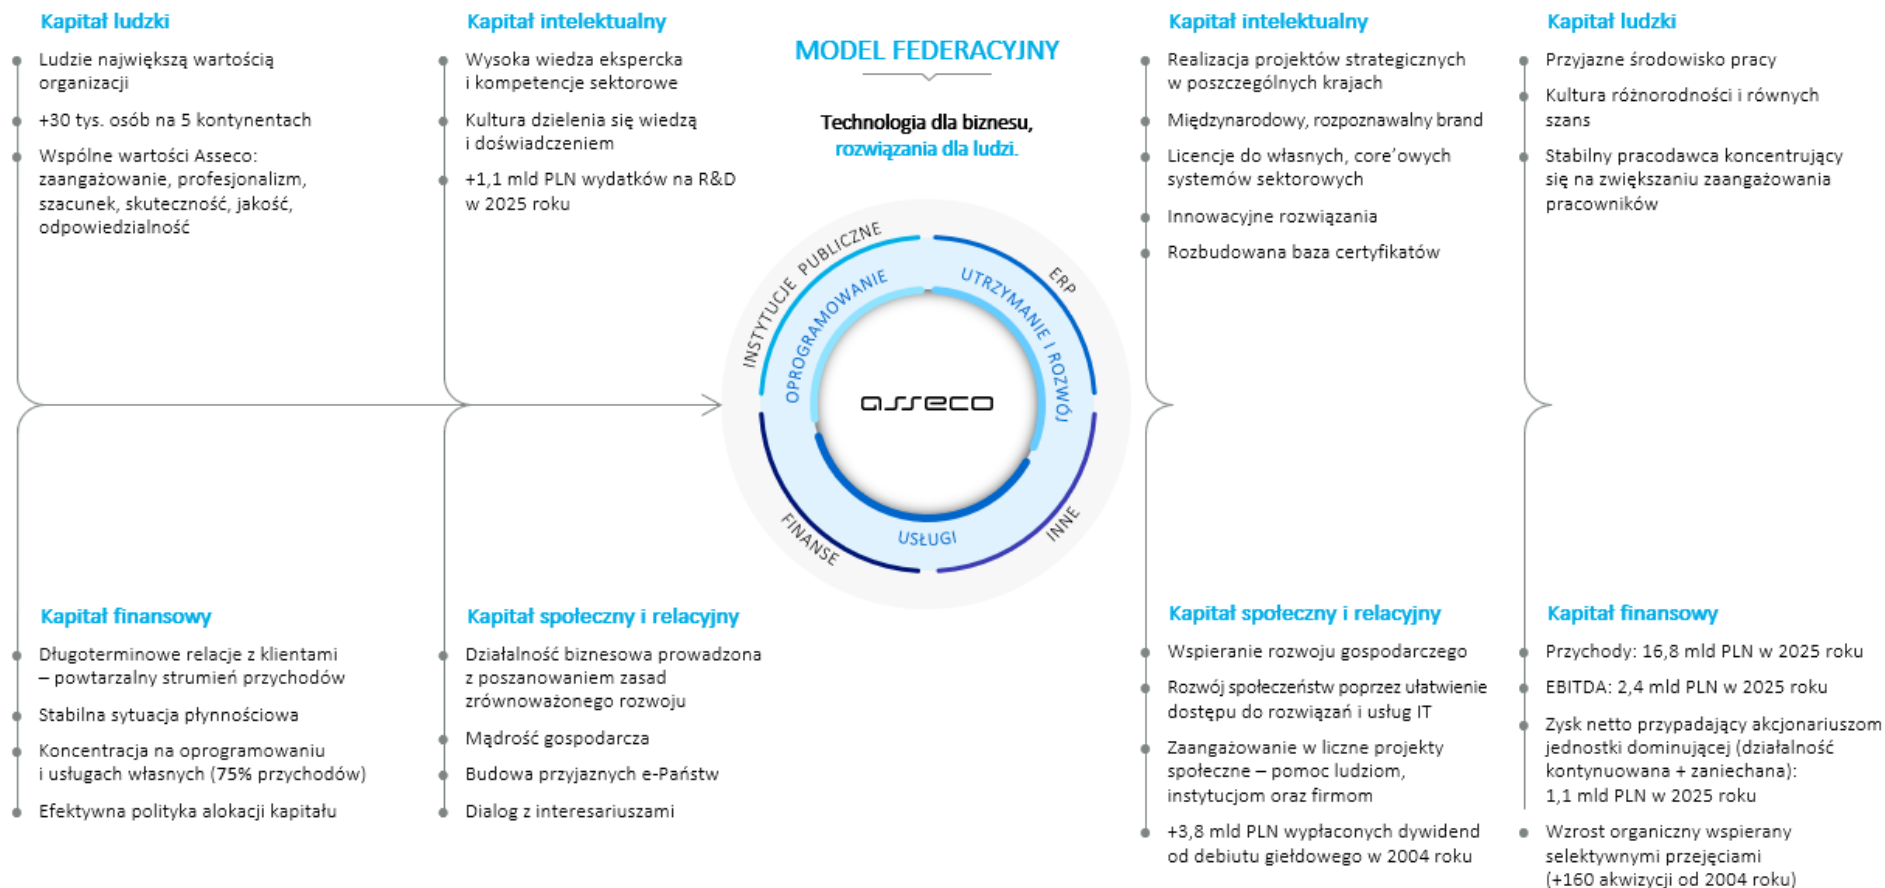 Kapitał ludzki
Ludzie największą wartością
organizacji
+30 tys. osób na 5 kontynentach
Wspólne wartości Asseco:
zaangażowanie, profesjonalizm,
szacunek, skuteczność, jakość,
odpowiedzialność
Kapitał intelektualny
Wysoka wiedza ekspercka
i kompetencje sektorowe
Kultura dzielenia się wiedzą
i doświadczeniem
+1,1 mld PLN wydatków na R&D
w 2025 roku
Kapitał finansowy
Długoterminowe relacje z klientami
– powtarzalny strumień przychodów
Stabilna sytuacja płynnościowa
Koncentracja na oprogramowaniu
i usługach własnych (75% przychodów)
Efektywna polityka alokacji kapitału
Kapitał społeczny i relacyjny
Działalność biznesowa prowadzona
z poszanowaniem zasad
zrównoważonego rozwoju
Mądrość gospodarcza
Budowa przyjaznych e-Państw
Dialog z interesariuszami
MODEL FEDERACYJNY
Technologia dla biznesu,
rozwiązania dla ludzi.
INSTYTUCJE PUBLICZNE
ERP
OPROGRAMOWANIE
UTRZYMANIE I ROZWÓJ
asseco
USŁUGI
FINANSE
INNE
Kapitał intelektualny
Realizacja projektów strategicznych
w poszczególnych krajach
Międzynarodowy, rozpoznawalny brand
Licencje do własnych, core’owych
systemów sektorowych
Innowacyjne rozwiązania
Rozbudowana baza certyfikatów
Kapitał ludzki
Przyjazne środowisko pracy
Kultura różnorodności i równych
szans
Stabilny pracodawca koncentrujący
się na zwiększaniu zaangażowania
pracowników
Kapitał społeczny i relacyjny
Wspieranie rozwoju gospodarczego
Rozwój społeczeństw poprzez ułatwienie
dostępu do rozwiązań i usług IT
Zaangażowanie w liczne projekty
społeczne – pomoc ludziom,
instytucjom oraz firmom
+3,8 mld PLN wypłaconych dywidend
od debiutu giełdowego w 2004 roku
Kapitał finansowy
Przychody: 16,8 mld PLN w 2025 roku
EBITDA: 2,4 mld PLN w 2025 roku
Zysk netto przypadający akcjonariuszom
jednostki dominującej (działalność
kontynuowana + zaniechana):
1,1 mld PLN w 2025 roku
Wzrost organiczny wspierany
selektywnymi przejęciami
(+160 akwizycji od 2004 roku)